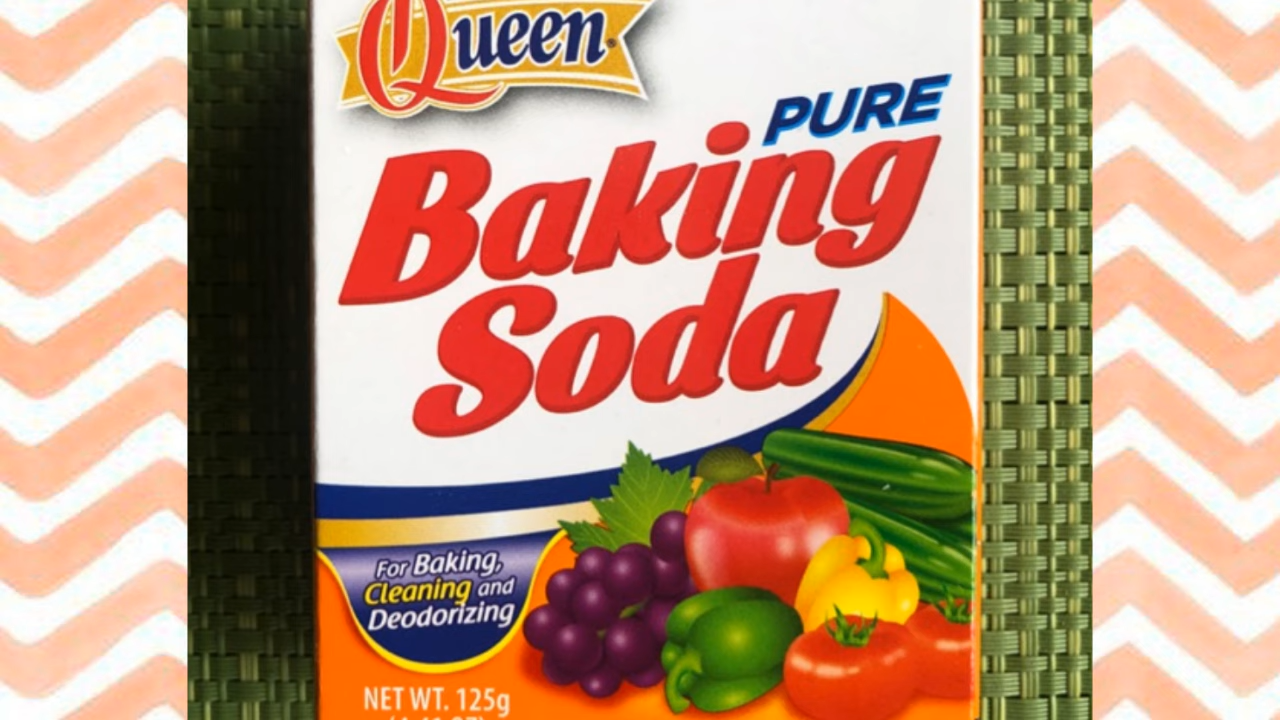 Queen
PURE
Baking
Soda
For Baking,
Cleaning and
Deodorizing
NET WT. 125g